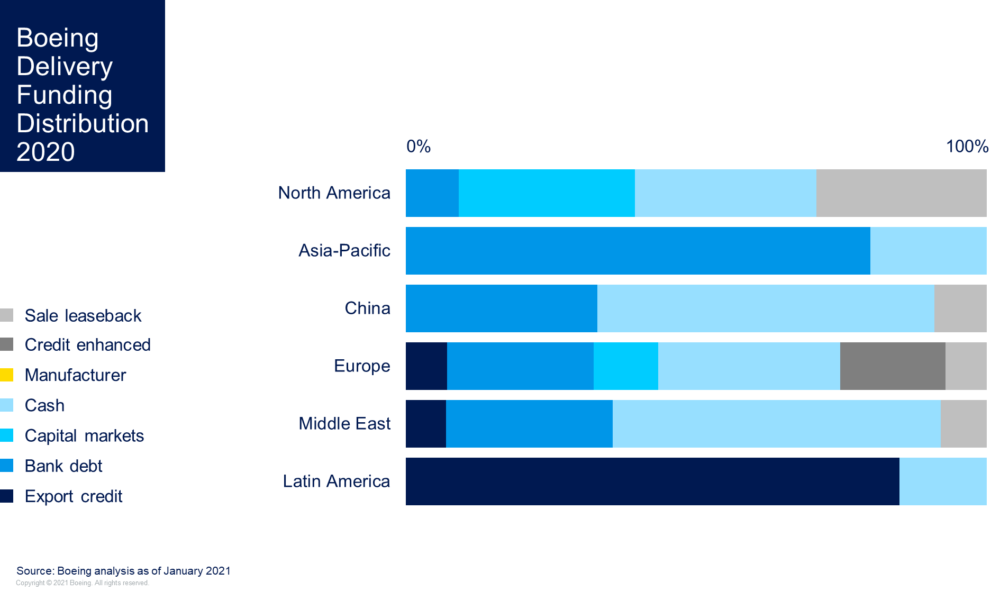 Boeing
Delivery
Funding
Distribution
2020
0%
100%
North America
Asia-Pacific
China
Europe
Middle East
Latin America
Sale leaseback
Credit enhanced
Manufacturer
Cash
Capital markets
Bank debt
Export credit
Source: Boeing analysis as of January 2021
Copyright © 2021 Boeing. All rights reserved.